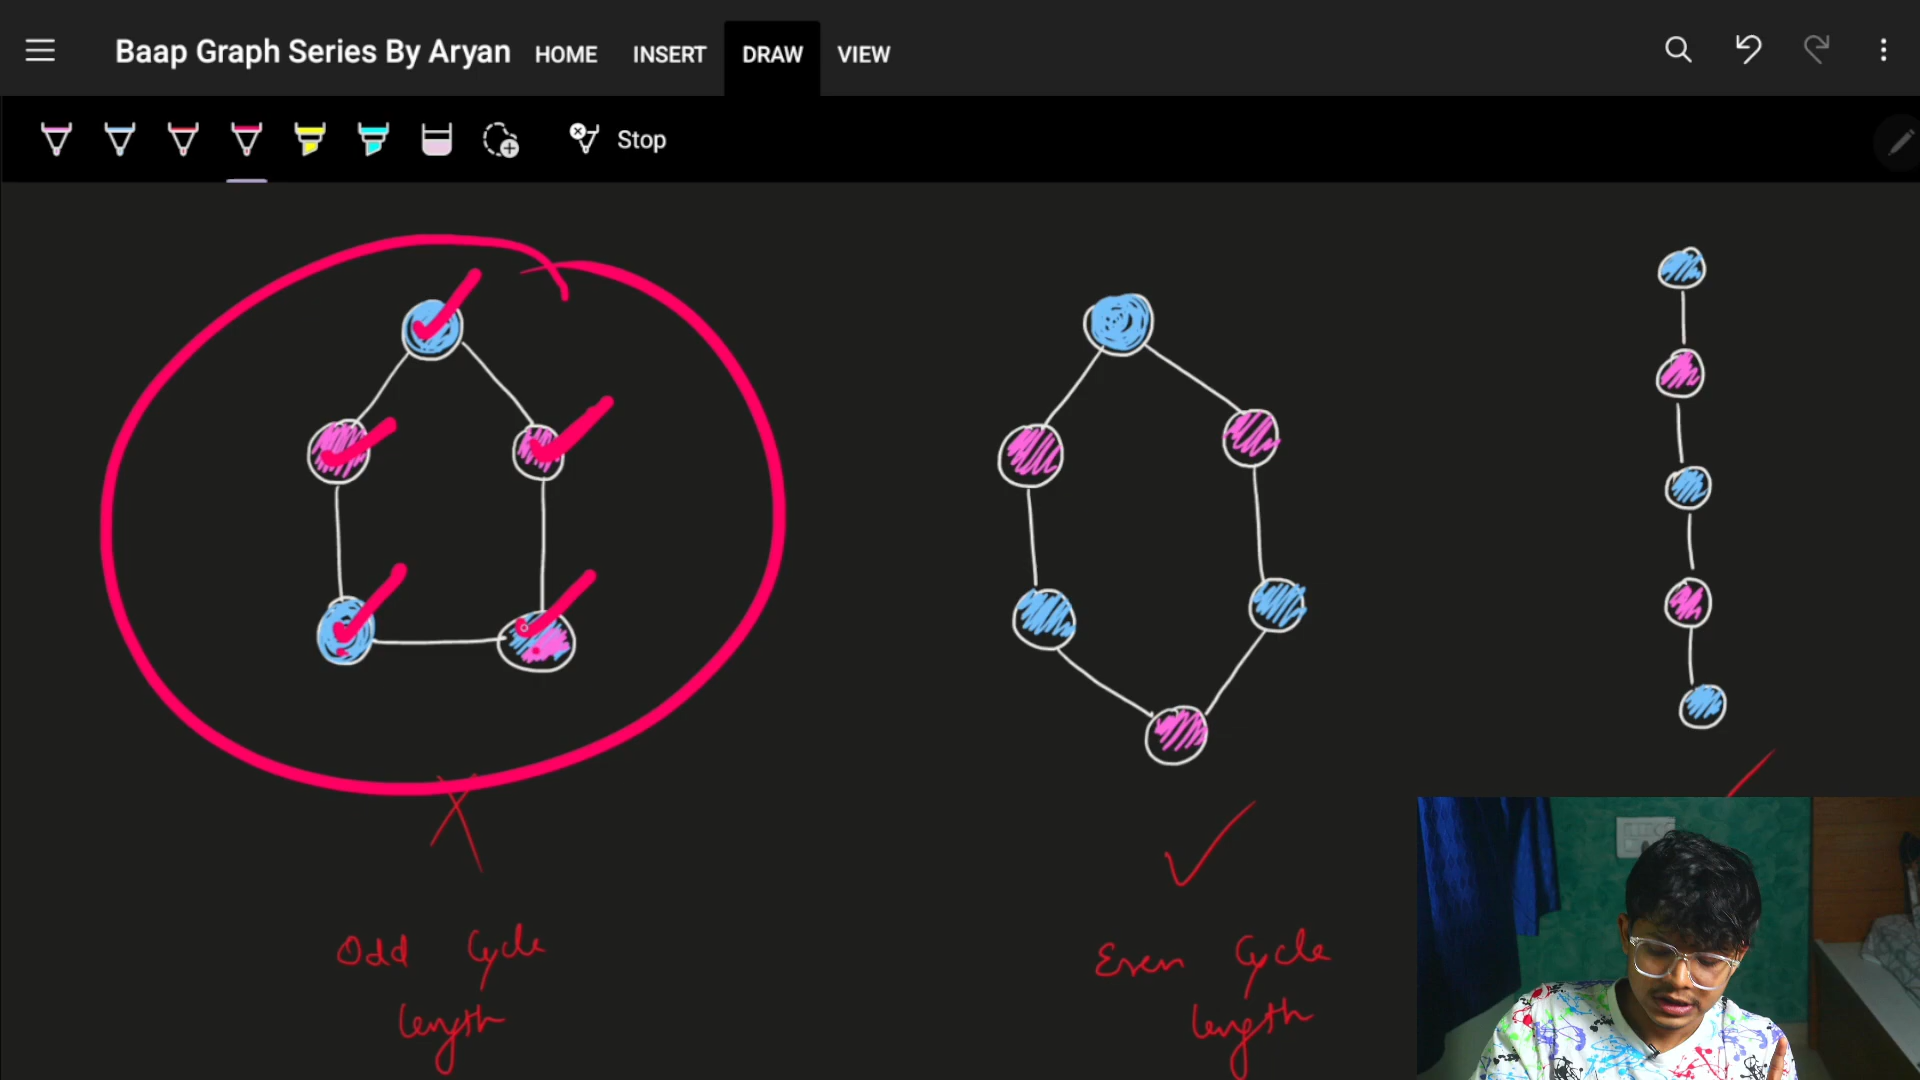 Baap Graph Series By Aryan HOME INSERT DRAW VIEW
Stop
Odd Cycle
length
Even Cycle
length